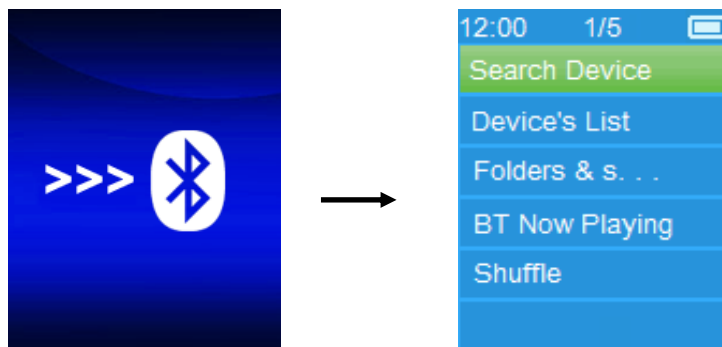 >>>
12:00 1/5
Search Device
Device's List
Folders & s. . .
BT Now Playing
Shuffle